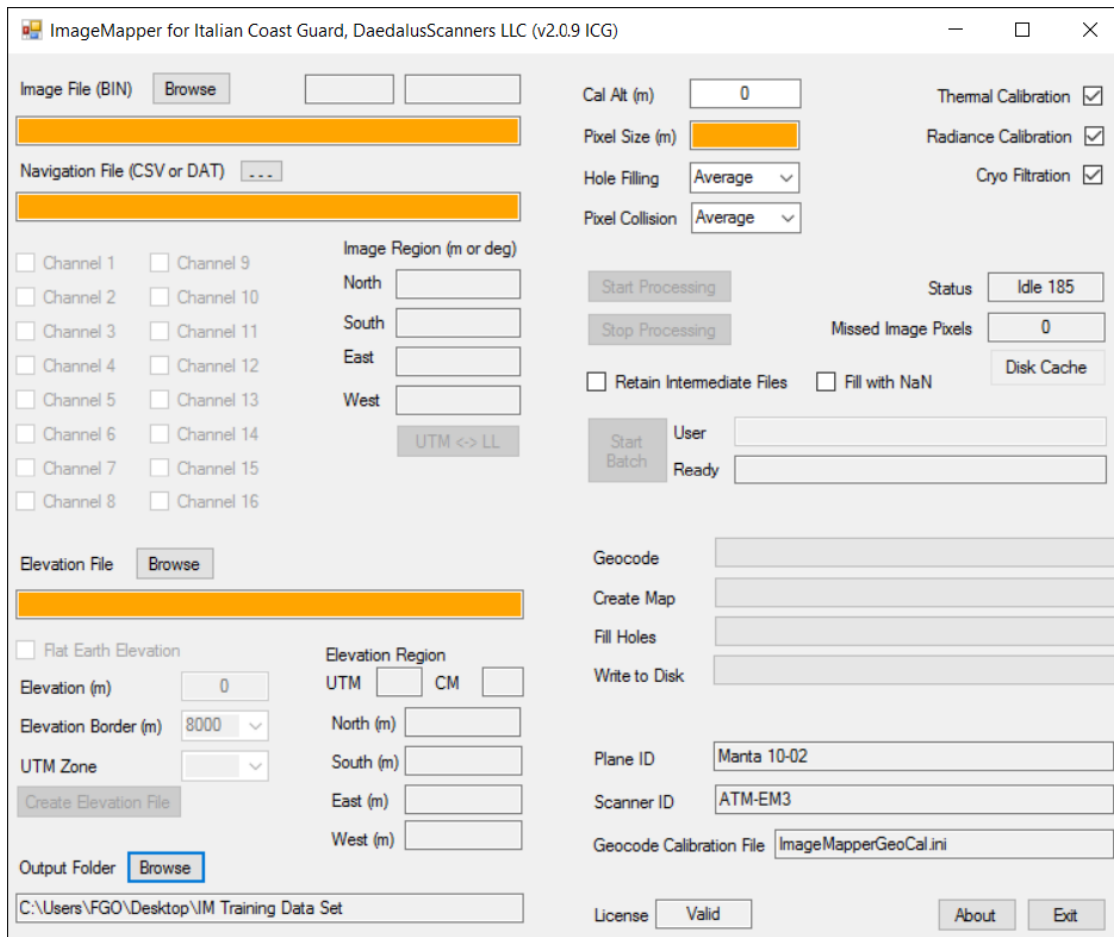 ImageMapper for Italian Coast Guard, DaedalusScanners LLC (v2.0.9 ICG)
Image File (BIN) Browse
Navigation File (CSV or DAT) ...
Channel 1 Channel 9
Channel 2 Channel 10
Channel 3 Channel 11
Channel 4 Channel 12
Channel 5 Channel 13
Channel 6 Channel 14
Channel 7 Channel 15
Channel 8 Channel 16
Image Region (m or deg)
North
South
East
West
UTM <-> LL
Elevation File Browse
Flat Earth Elevation
Elevation (m) 0
Elevation Border (m) 8000
UTM Zone
Create Elevation File
Elevation Region
UTM CM
North (m)
South (m)
East (m)
West (m)
Output Folder Browse
C:\Users\FGO\Desktop\IM Training Data Set
Cal Alt (m) 0
Pixel Size (m)
Hole Filling Average
Pixel Collision Average
Thermal Calibration
Radiance Calibration
Cryo Filtration
Start Processing
Stop Processing
Status Idle 185
Missed Image Pixels 0
Disk Cache
Retain Intermediate Files Fill with NaN
Start
Batch
User
Ready
Geocode
Create Map
Fill Holes
Write to Disk
Plane ID Manta 10-02
Scanner ID ATM-EM3
Geocode Calibration File ImageMapperGeoCal.ini
License Valid About Exit